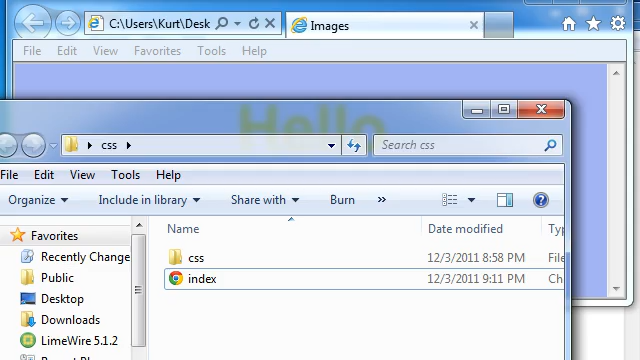 C:\Users\Kurt\Desk
Images
File Edit View Favorites Tools Help
Hello
css
Search css
File Edit View Tools Help
Organize Include in library Share with Burn »
Name Date modified
Favorites
css 12/3/2011 8:58 PM File
Recently Change
index 12/3/2011 9:11 PM Ch
Public
Desktop
Downloads
LimeWire 5.1.2